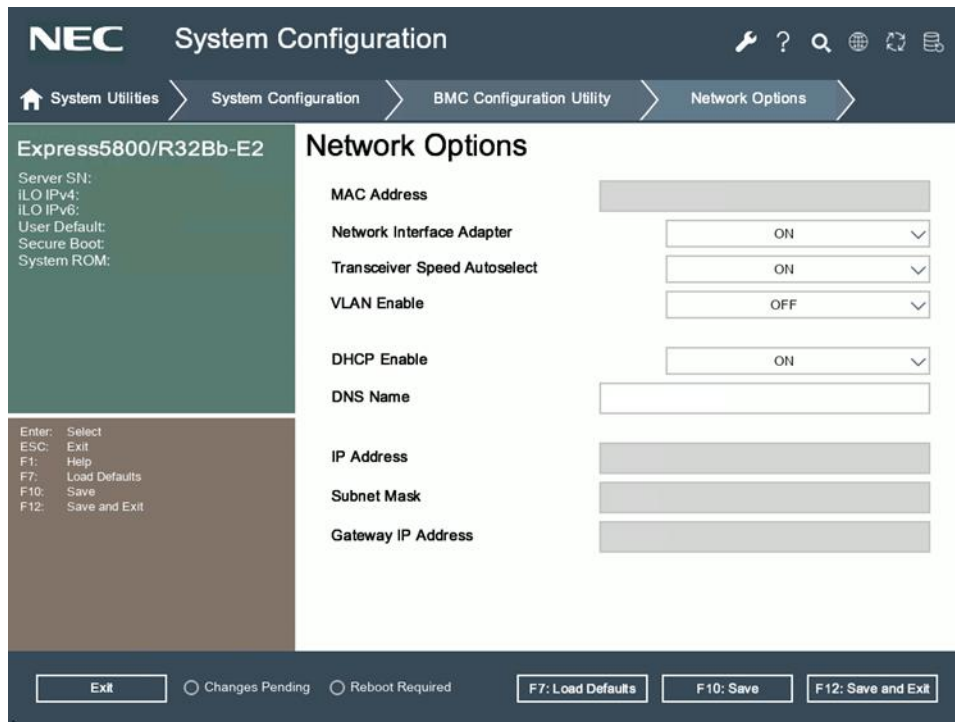 NEC System Configuration
System Utilities System Configuration BMC Configuration Utility Network Options
Express5800/R32Bb-E2
Server SN:
iLO IPv4:
iLO IPv6:
User Default:
Secure Boot:
System ROM:
Enter: Select
ESC: Exit
F1: Help
F7: Load Defaults
F10: Save
F12: Save and Exit
Network Options
MAC Address
Network Interface Adapter ON
Transceiver Speed Autoselect ON
VLAN Enable OFF
DHCP Enable ON
DNS Name
IP Address
Subnet Mask
Gateway IP Address
Exit Changes Pending Reboot Required F7: Load Defaults F10: Save F12: Save and Exit